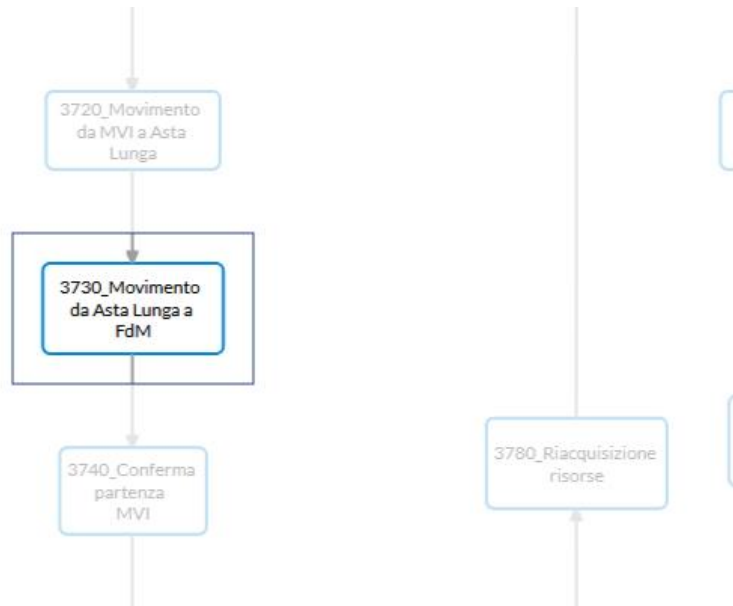 3720_Movimento
da MVI a Asta
Lunga
3730_Movimento
da Asta Lunga a
FdM
3740_Conferma
partenza
MVI
3780_Riacquisizione
risorse